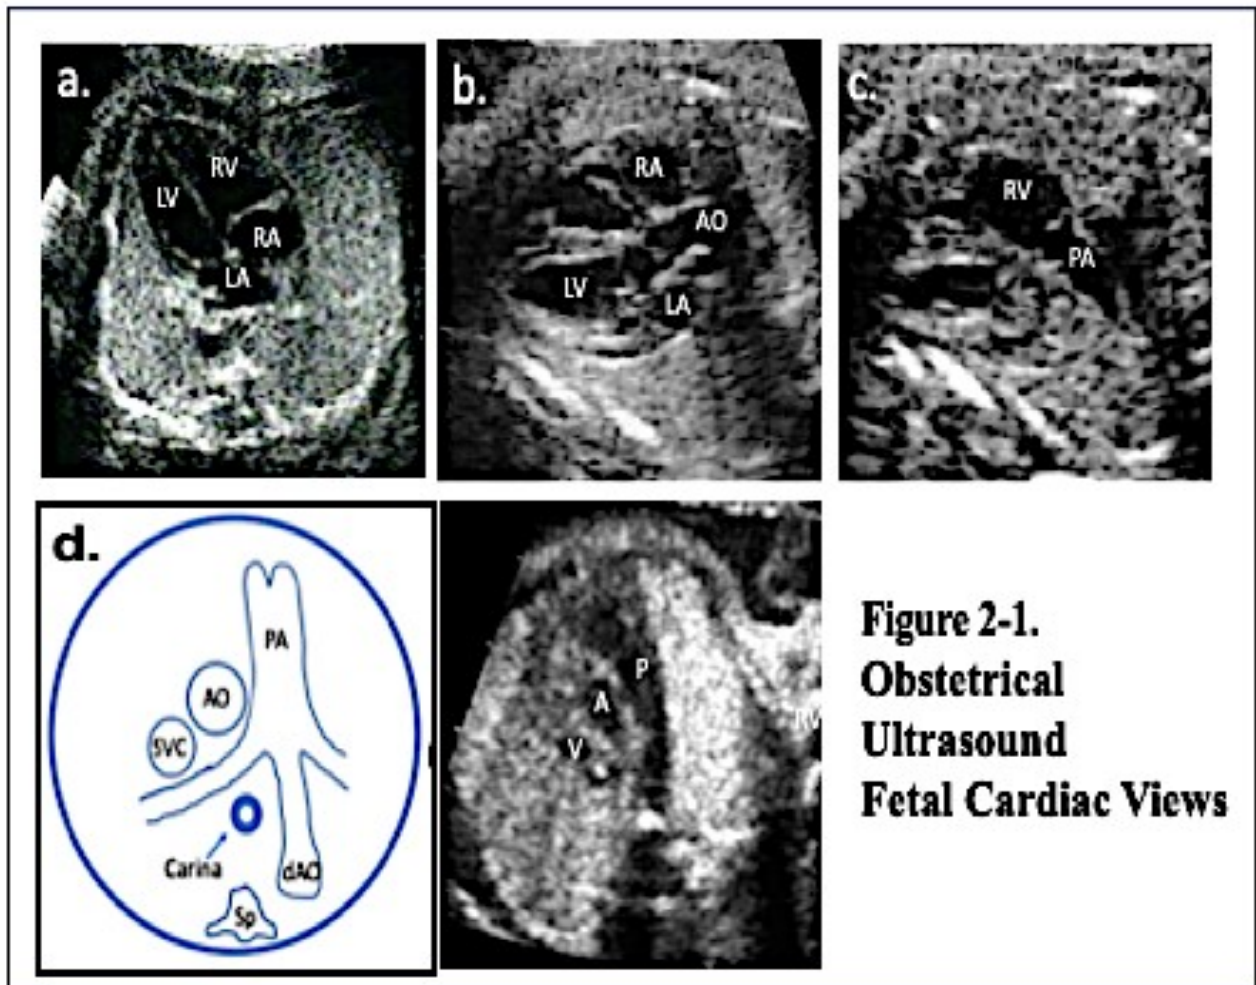 a.
RV
LV
RA
LA
b.
RA
AO
LV
LA
c.
RV
PA
d.
PA
AO
SVC
Carina
dAO
Sp
P
A
V
RV
Figure 2-1.
Obstetrical
Ultrasound
Fetal Cardiac Views